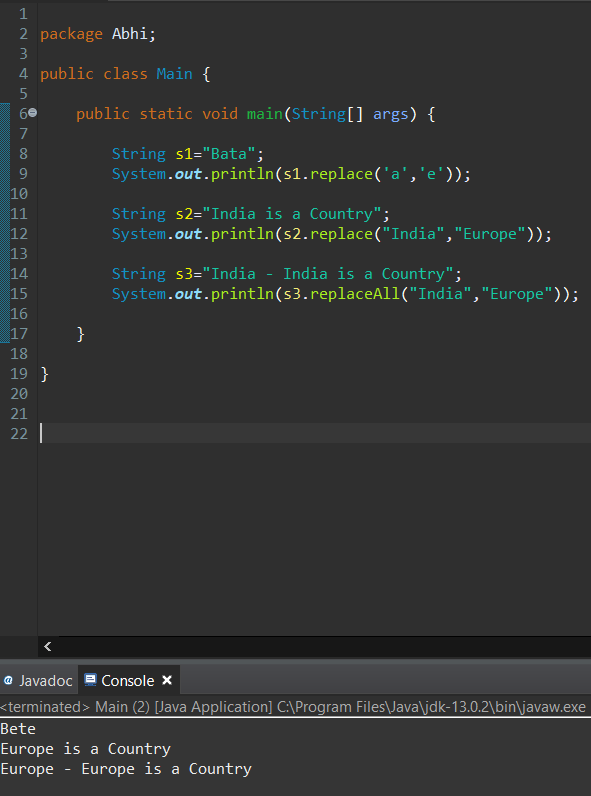 1
2 package Abhi;
3
4 public class Main {
5
6 public static void main(String[] args) {
7
8 String s1="Bata";
9 System.out.println(s1.replace('a','e'));
10
11 String s2="India is a Country";
12 System.out.println(s2.replace("India","Europe"));
13
14 String s3="India - India is a Country";
15 System.out.println(s3.replaceAll("India","Europe"));
16
17 }
18
19 }
20
21
22
@ Javadoc Console
<terminated> Main (2) [Java Application] C:\Program Files\Java\jdk-13.0.2\bin\javaw.exe
Bete
Europe is a Country
Europe - Europe is a Country